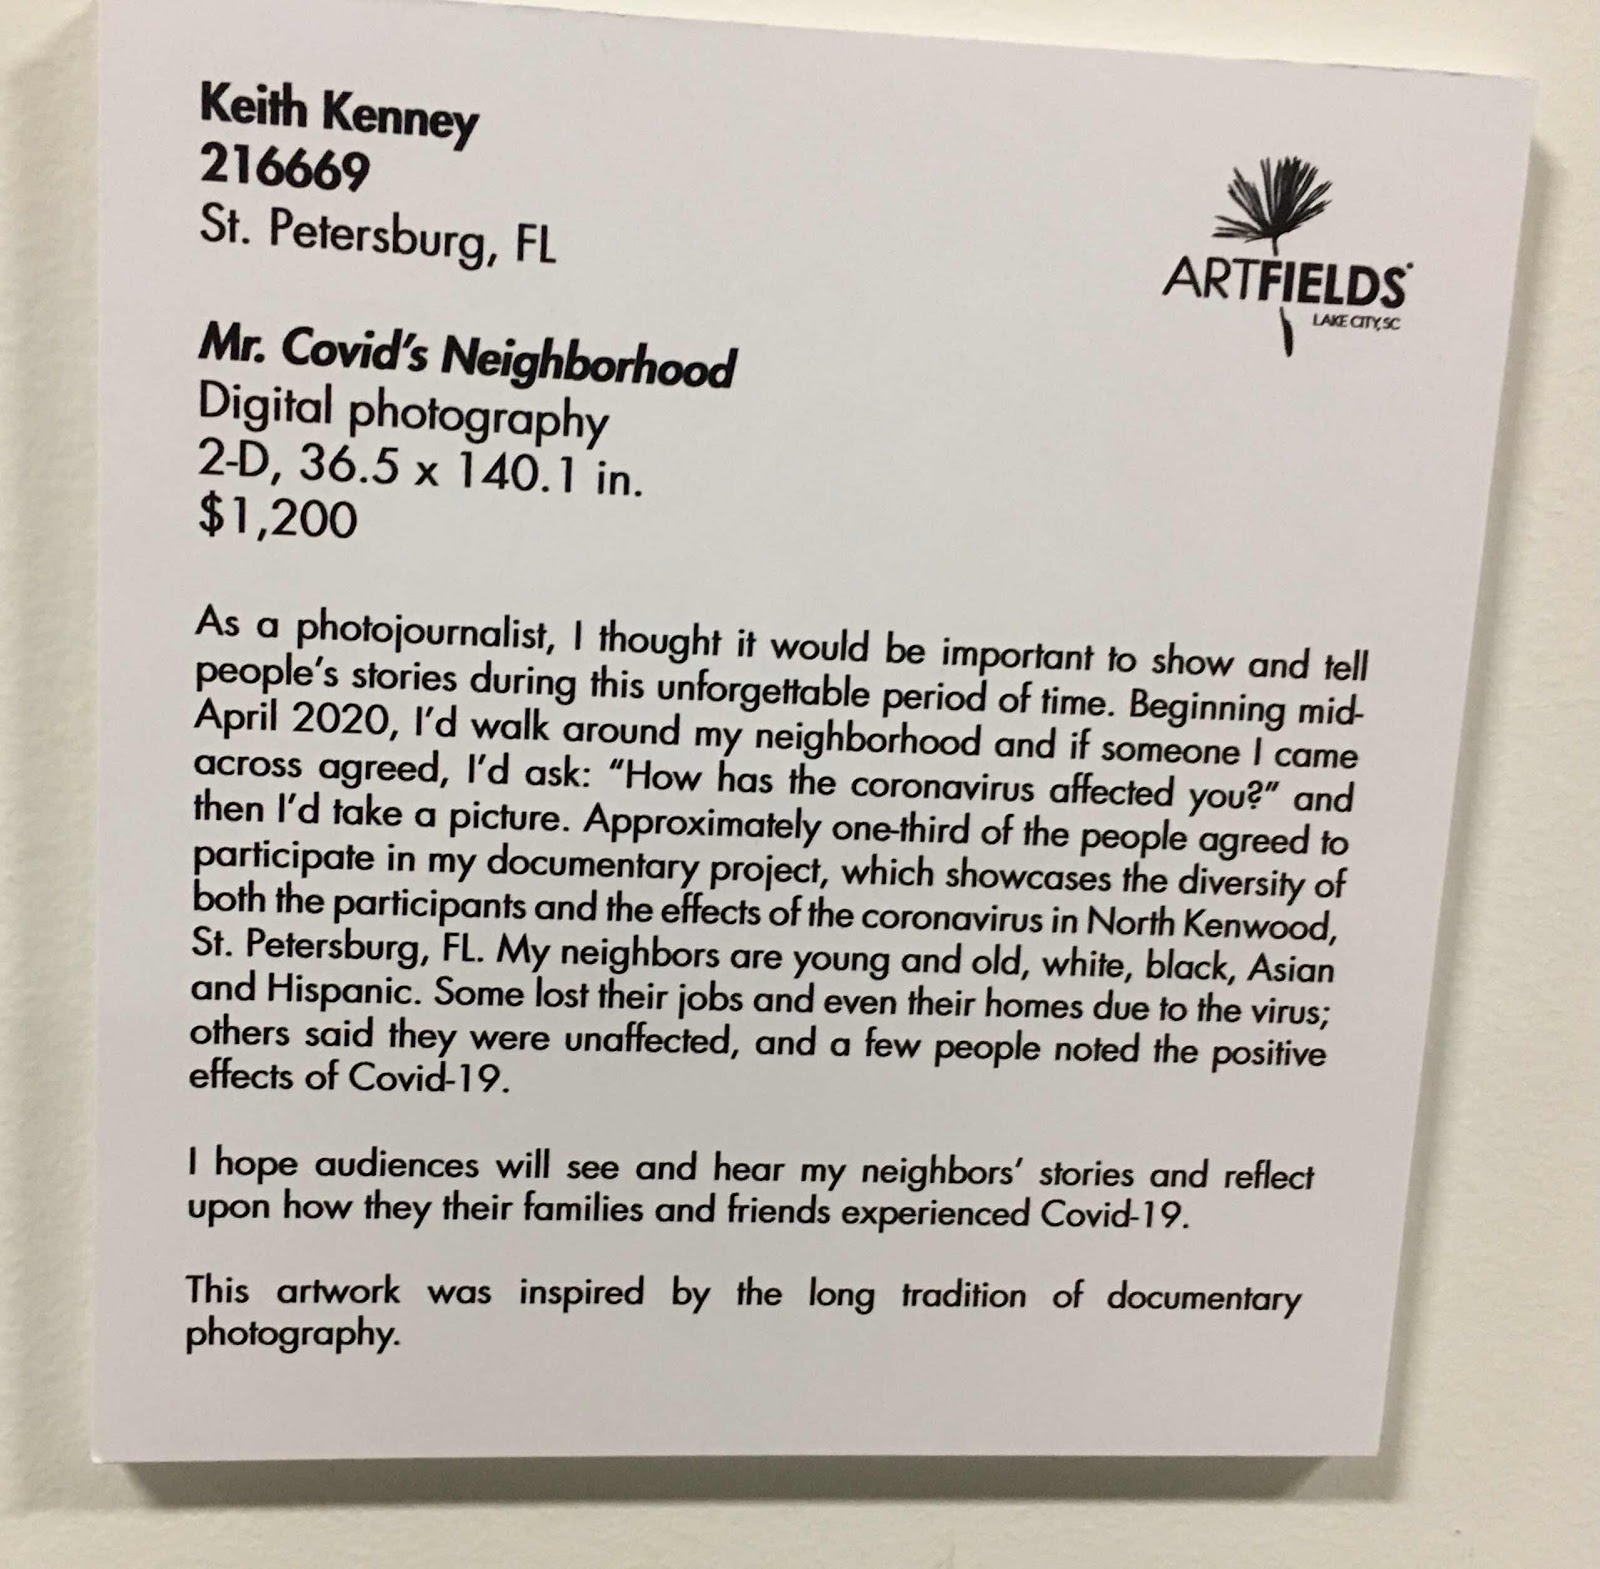 Keith Kenney
216669
St. Petersburg, FL
ARTFIELDS
LAKE CITY, SC
Mr. Covid's Neighborhood
Digital photography
2-D, 36.5 x 140.1 in.
$1,200
As a photojournalist, I thought it would be important to show and tell
people's stories during this unforgettable period of time. Beginning mid-
April 2020, I'd walk around my neighborhood and if someone I came
across agreed, I'd ask: “How has the coronavirus affected you?” and
then I'd take a picture. Approximately one-third of the people agreed to
participate in my documentary project, which showcases the diversity of
both the participants and the effects of the coronavirus in North Kenwood,
St. Petersburg, FL. My neighbors are young and old, white, black, Asian
and Hispanic. Some lost their jobs and even their homes due to the virus;
others said they were unaffected, and a few people noted the positive
effects of Covid-19.
I hope audiences will see and hear my neighbors' stories and reflect
upon how they their families and friends experienced Covid-19.
This artwork was inspired by the long tradition of documentary
photography.